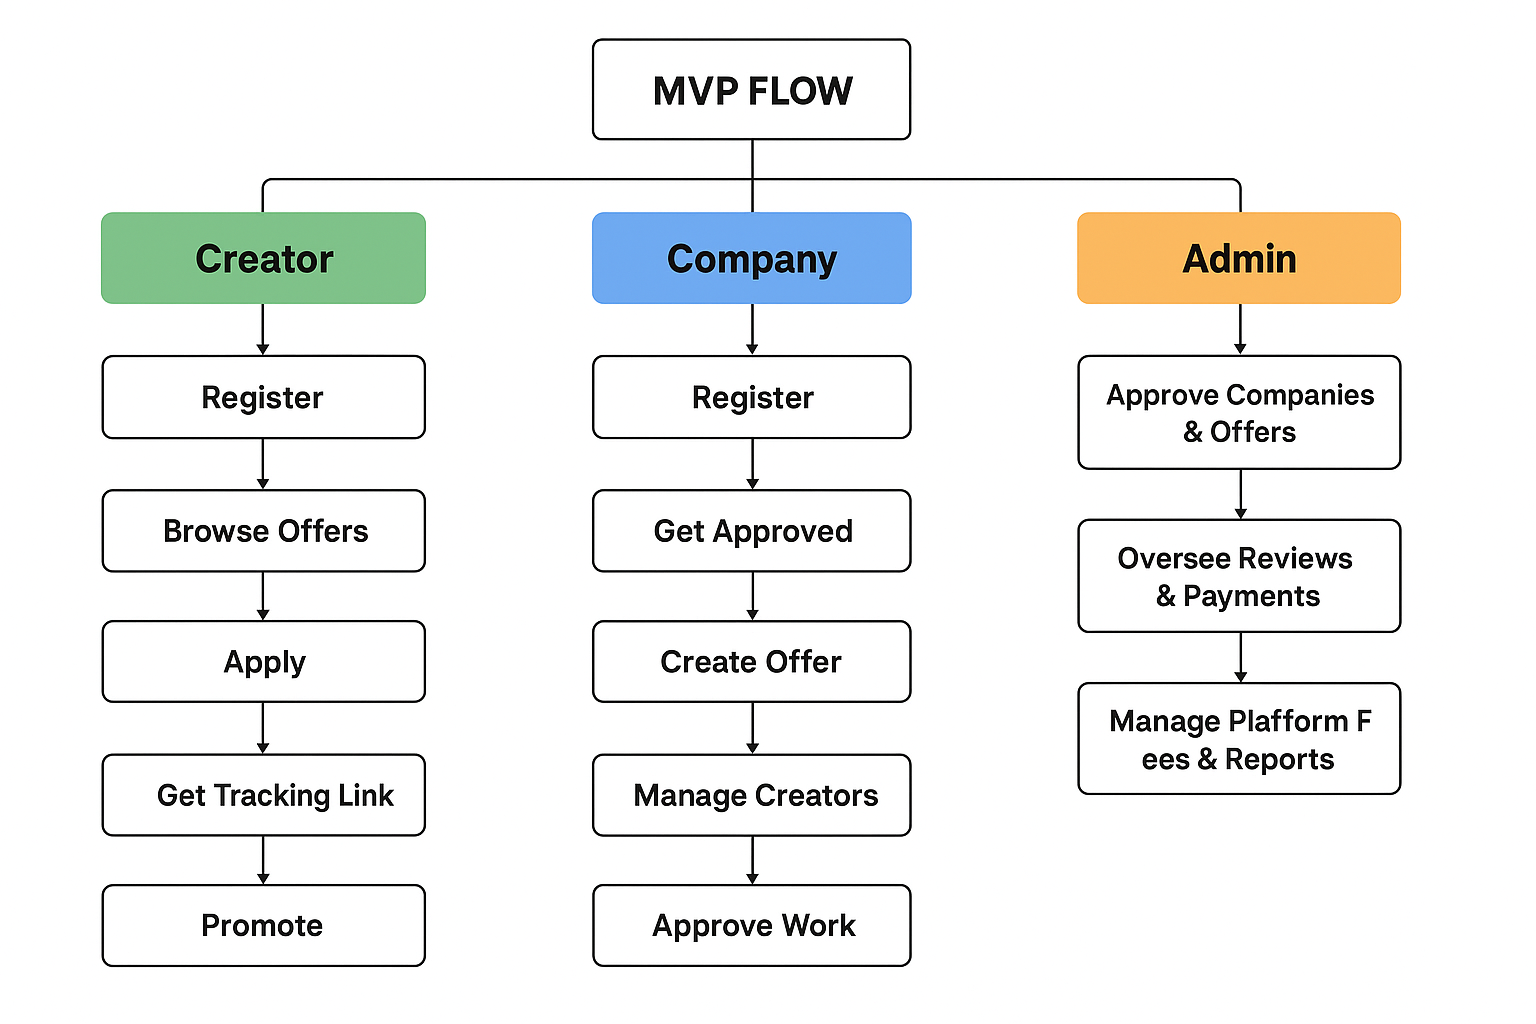 MVP FLOW
Creator
Register
Browse Offers
Apply
Get Tracking Link
Promote
Company
Register
Get Approved
Create Offer
Manage Creators
Approve Work
Admin
Approve Companies
& Offers
Oversee Reviews
& Payments
Manage Plafform F
ees & Reports